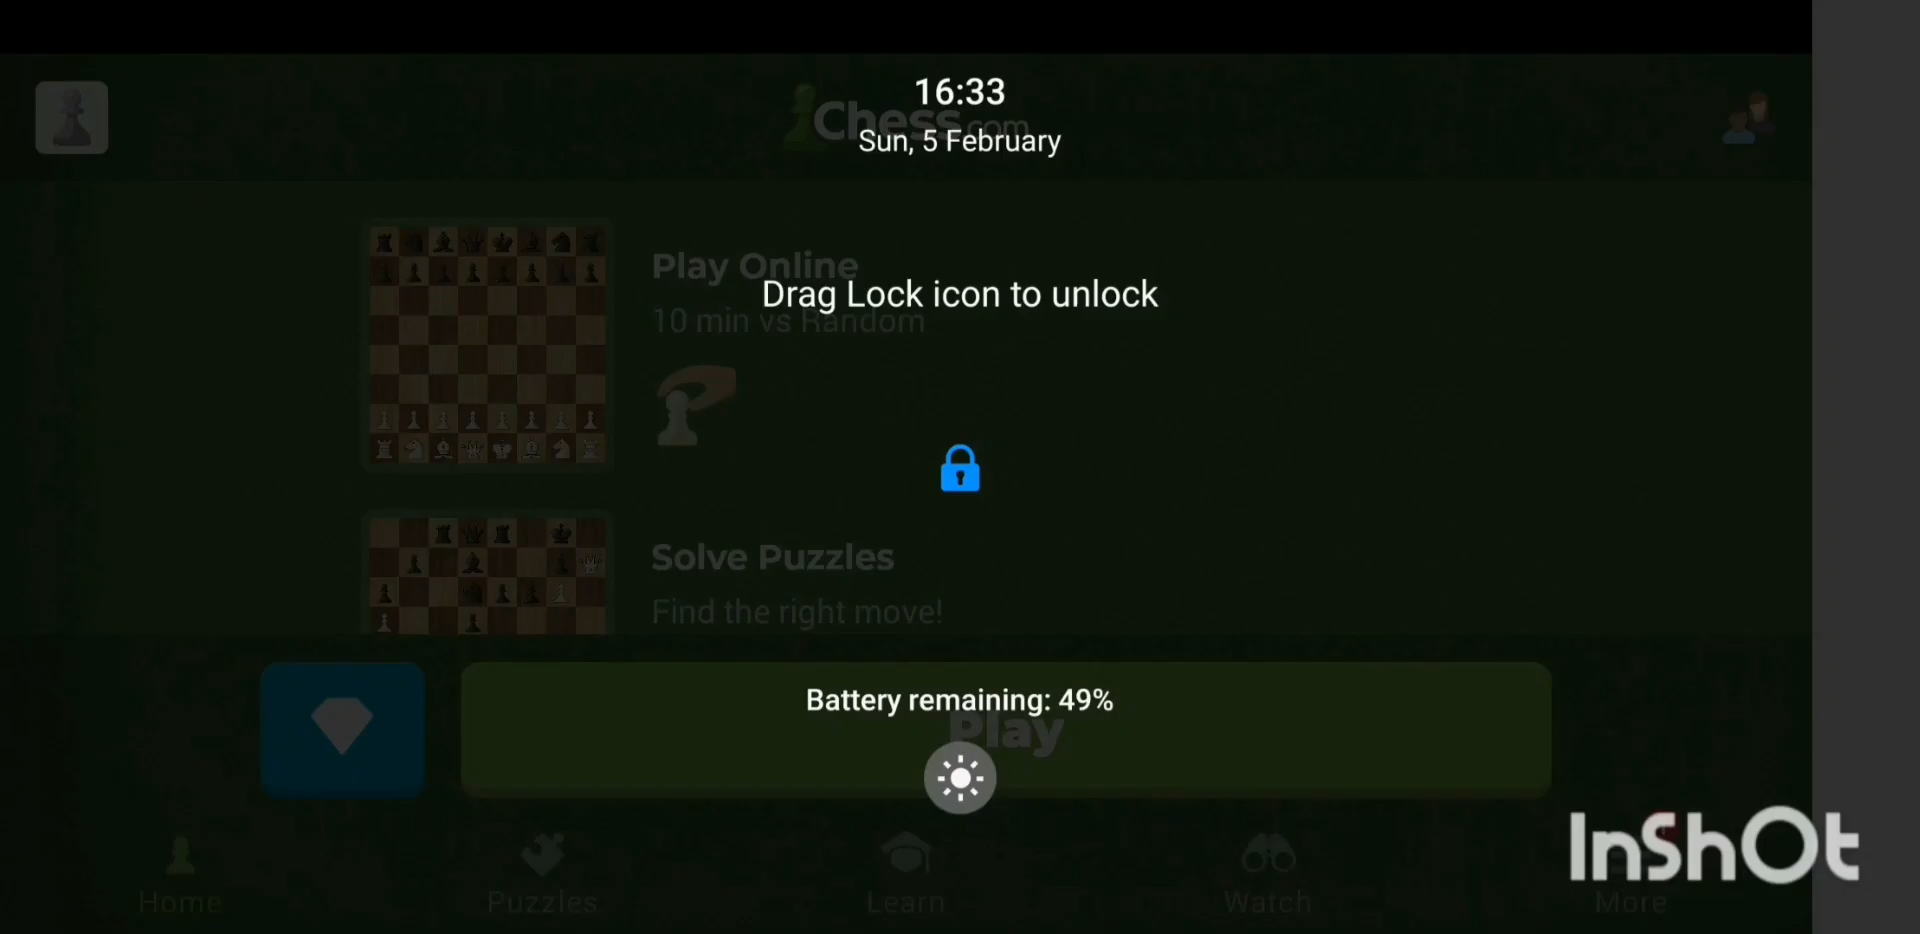 16:33
Chess.com
Sun, 5 February
Play Online
Drag Lock icon to unlock
10 min vs Random
Solve Puzzles
Find the right move!
Battery remaining: 49%
Play
InShOt
Home
Puzzles
Learn
Watch
More